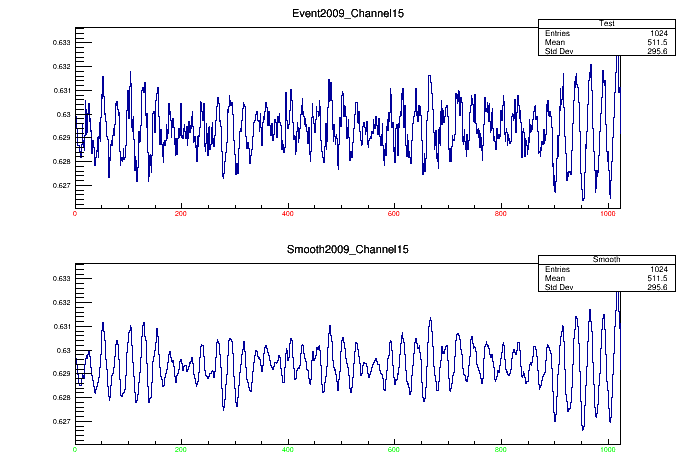 Event2009_Channel15
Test
Entries 1024
Mean 511.5
Std Dev 295.6
0.633
0.632
0.631
0.63
0.629
0.628
0.627
0 200 400 600 800 1000
Smooth2009_Channel15
Smooth
Entries 1024
Mean 511.5
Std Dev 295.6
0.633
0.632
0.631
0.63
0.629
0.628
0.627
0 200 400 600 800 1000